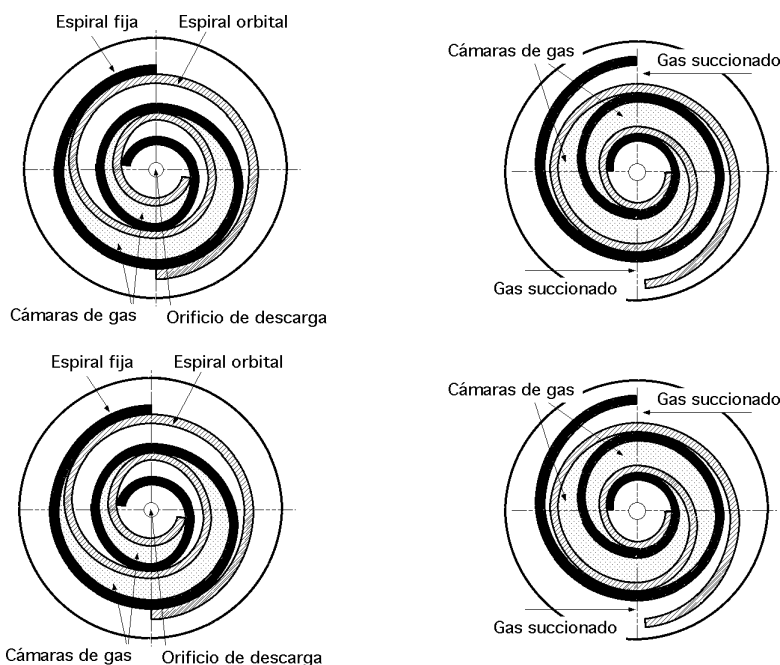 Espiral fija
Espiral orbital
Cámaras de gas
Orificio de descarga
Cámaras de gas
Gas succionado
Gas succionado
Espiral fija
Espiral orbital
Cámaras de gas
Orificio de descarga
Cámaras de gas
Gas succionado
Gas succionado